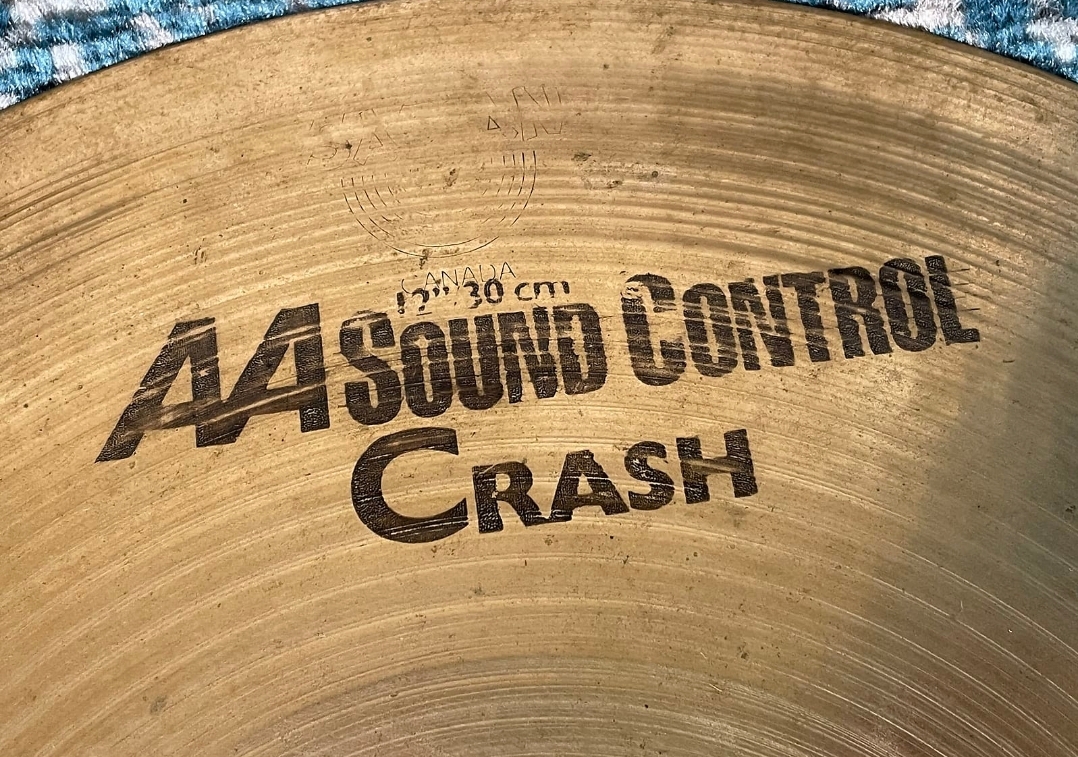 CANADA
12" 30 cm
AA SOUND CONTROL
CRASH